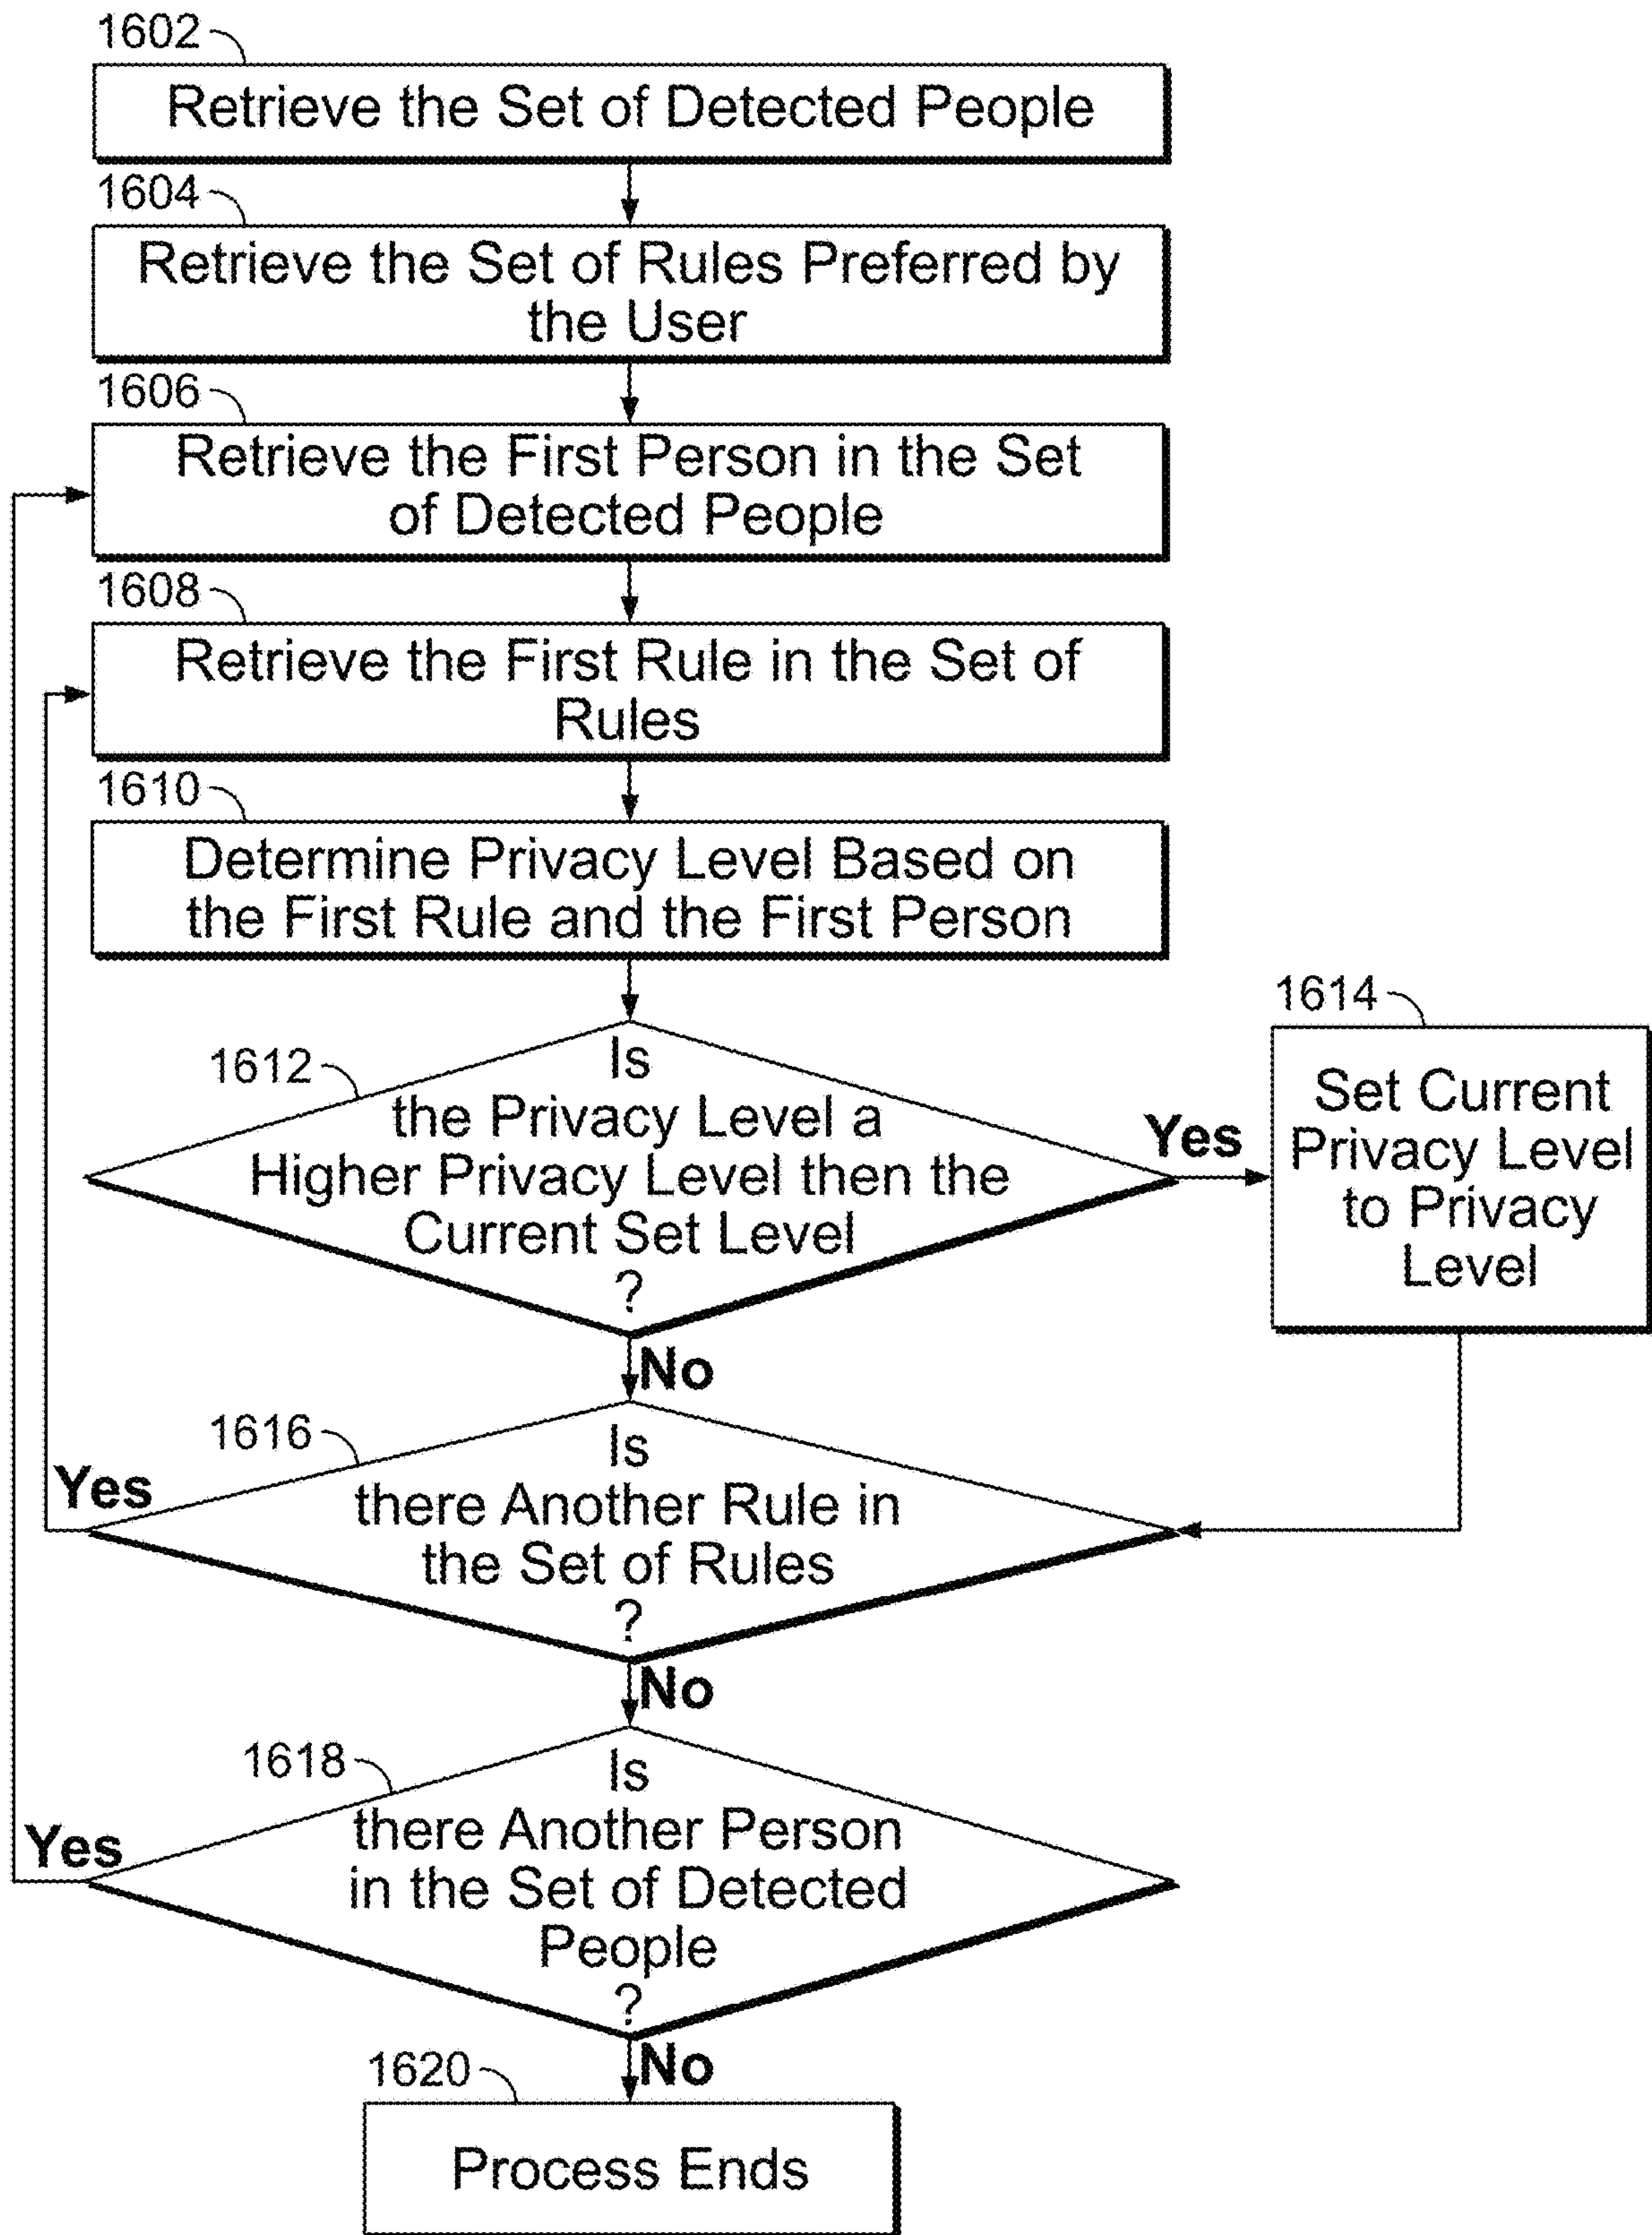 1602
Retrieve the Set of Detected People
1604
Retrieve the Set of Rules Preferred by
the User
1606
Retrieve the First Person in the Set
of Detected People
1608
Retrieve the First Rule in the Set of
Rules
1610
Determine Privacy Level Based on
the First Rule and the First Person
1612
Is
the Privacy Level a
Higher Privacy Level then the
Current Set Level
?
Yes
1614
Set Current
Privacy Level
to Privacy
Level
No
1616
Is
there Another Rule in
the Set of Rules
?
Yes
No
1618
Is
there Another Person
in the Set of Detected
People
?
Yes
No
1620
Process Ends